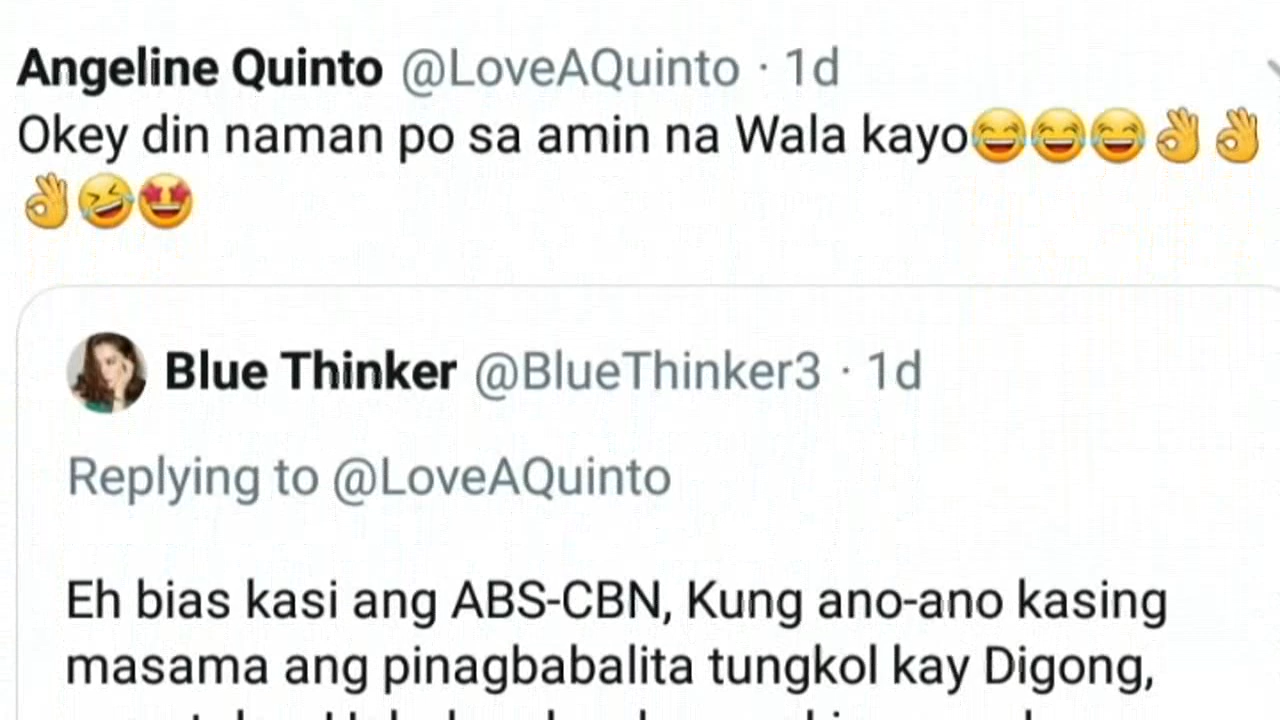 Angeline Quinto @LoveAQuinto · 1d
Okey din naman po sa amin na Wala kayo😂😂😂👌👌
👌🤣🤩
Blue Thinker @BlueThinker3 · 1d
Replying to @LoveAQuinto
Eh bias kasi ang ABS-CBN, Kung ano-ano kasing
masama ang pinagbabalita tungkol kay Digong,